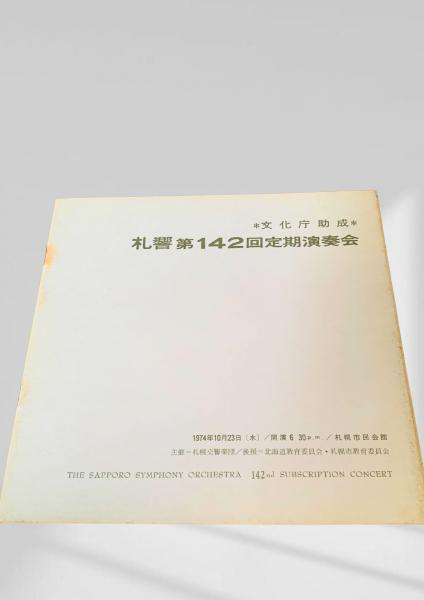 *文化庁助成*
札響第142回定期演奏会
1974年10月23日(水)/開演6 30p.m./札幌市民会館
主催=札幌交響楽団/後援=北海道教育委員会・札幌市教育委員会
THE SAPPORO SYMPHONY ORCHESTRA 142nd SUBSCRIPTION CONCERT